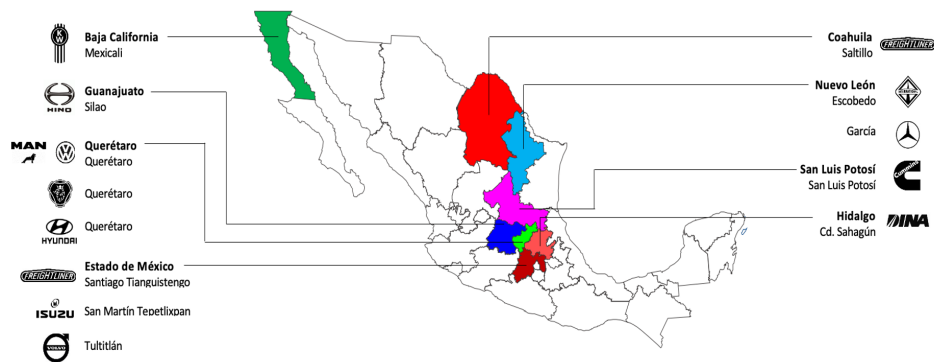 Baja California
Mexicali
HINO
Guanajuato
Silao
MAN
Querétaro
Querétaro
Querétaro
HYUNDAI
Querétaro
FREIGHTLINER
Estado de México
Santiago Tianguistengo
ISUZU
San Martín Tepetlixpan
VOLVO
Tultitlán
Coahuila
Saltillo
FREIGHTLINER
Nuevo León
Escobedo
García
San Luis Potosí
San Luis Potosí
Cummins
Hidalgo
Cd. Sahagún
DINA